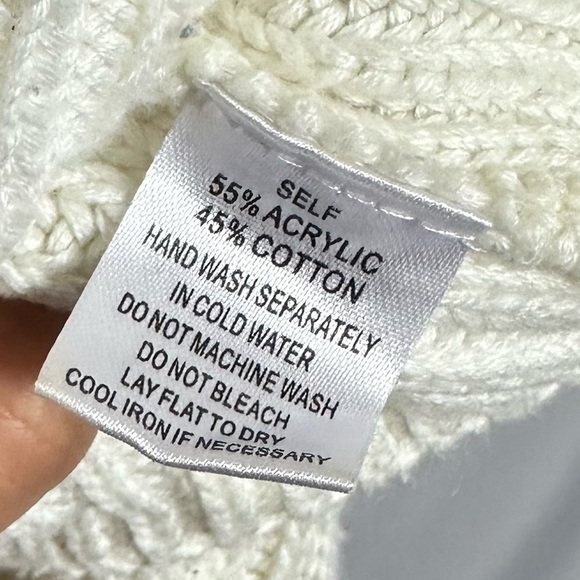 SELF
55% ACRYLIC
45% COTTON
HAND WASH SEPARATELY
IN COLD WATER
DO NOT MACHINE WASH
DO NOT BLEACH
LAY FLAT TO DRY
COOL IRON IF NECESSARY